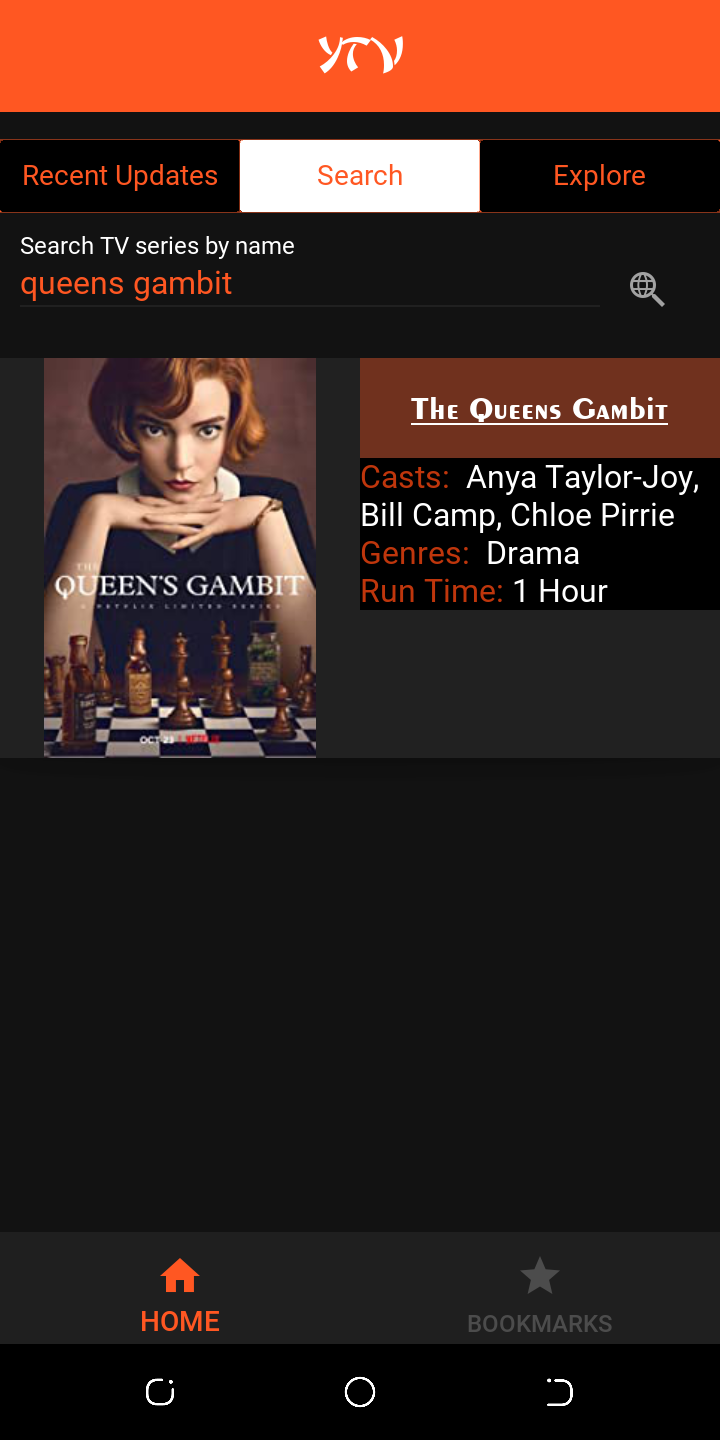 YTV
Recent Updates
Search
Explore
Search TV series by name
queens gambit
THE
QUEEN'S GAMBIT
A NETFLIX LIMITED SERIES
OCT 23 | NETFLIX
The Queens Gambit
Casts: Anya Taylor-Joy,
Bill Camp, Chloe Pirrie
Genres: Drama
Run Time: 1 Hour
HOME
BOOKMARKS